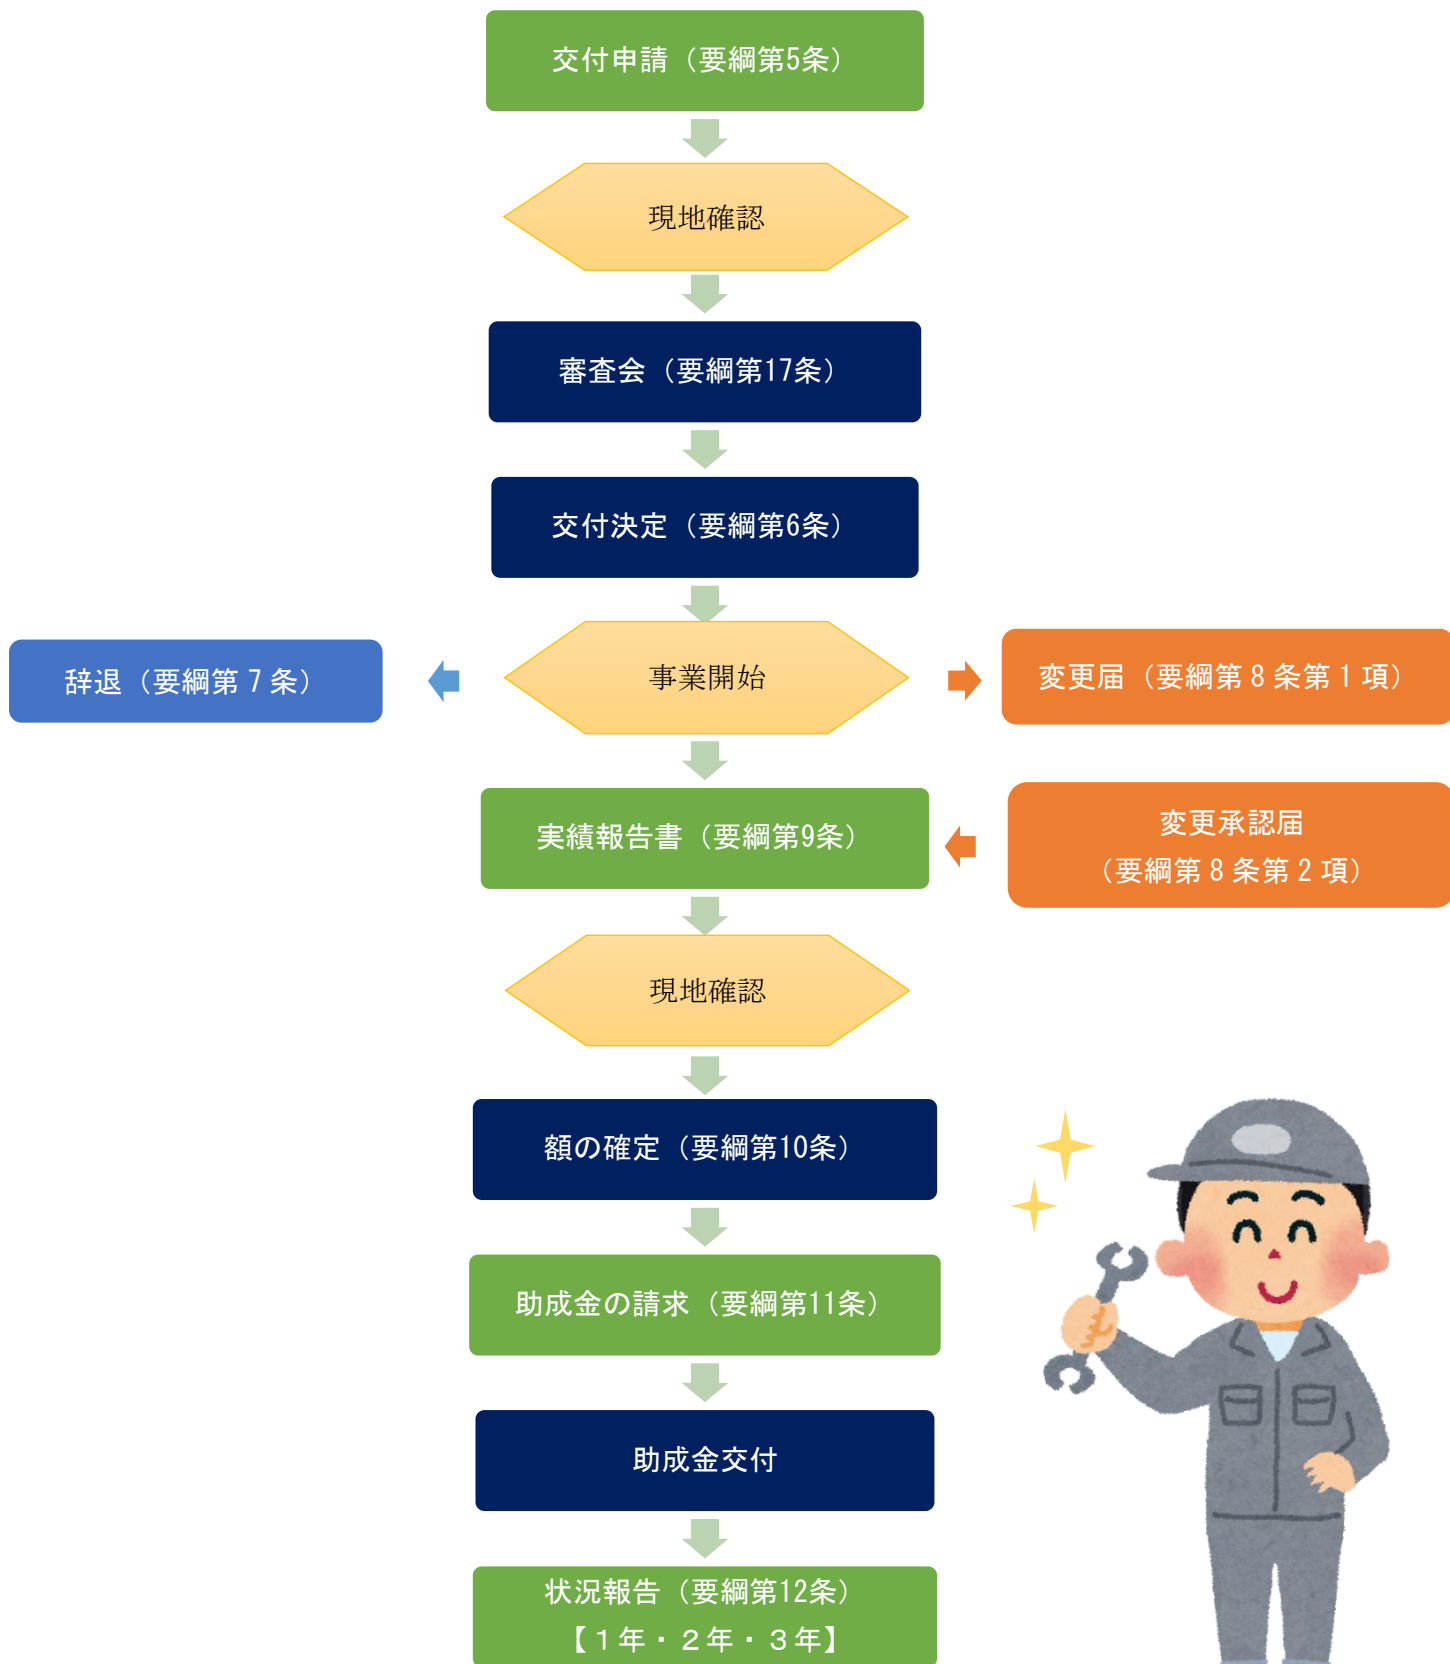 交付申請（要綱第5条）
現地確認
審査会（要綱第17条）
交付決定（要綱第6条）
辞退（要綱第７条）
事業開始
変更届（要綱第８条第１項）
実績報告書（要綱第9条）
変更承認届
（要綱第８条第２項）
現地確認
額の確定（要綱第10条）
助成金の請求（要綱第11条）
助成金交付
状況報告（要綱第12条）
【１年・２年・３年】